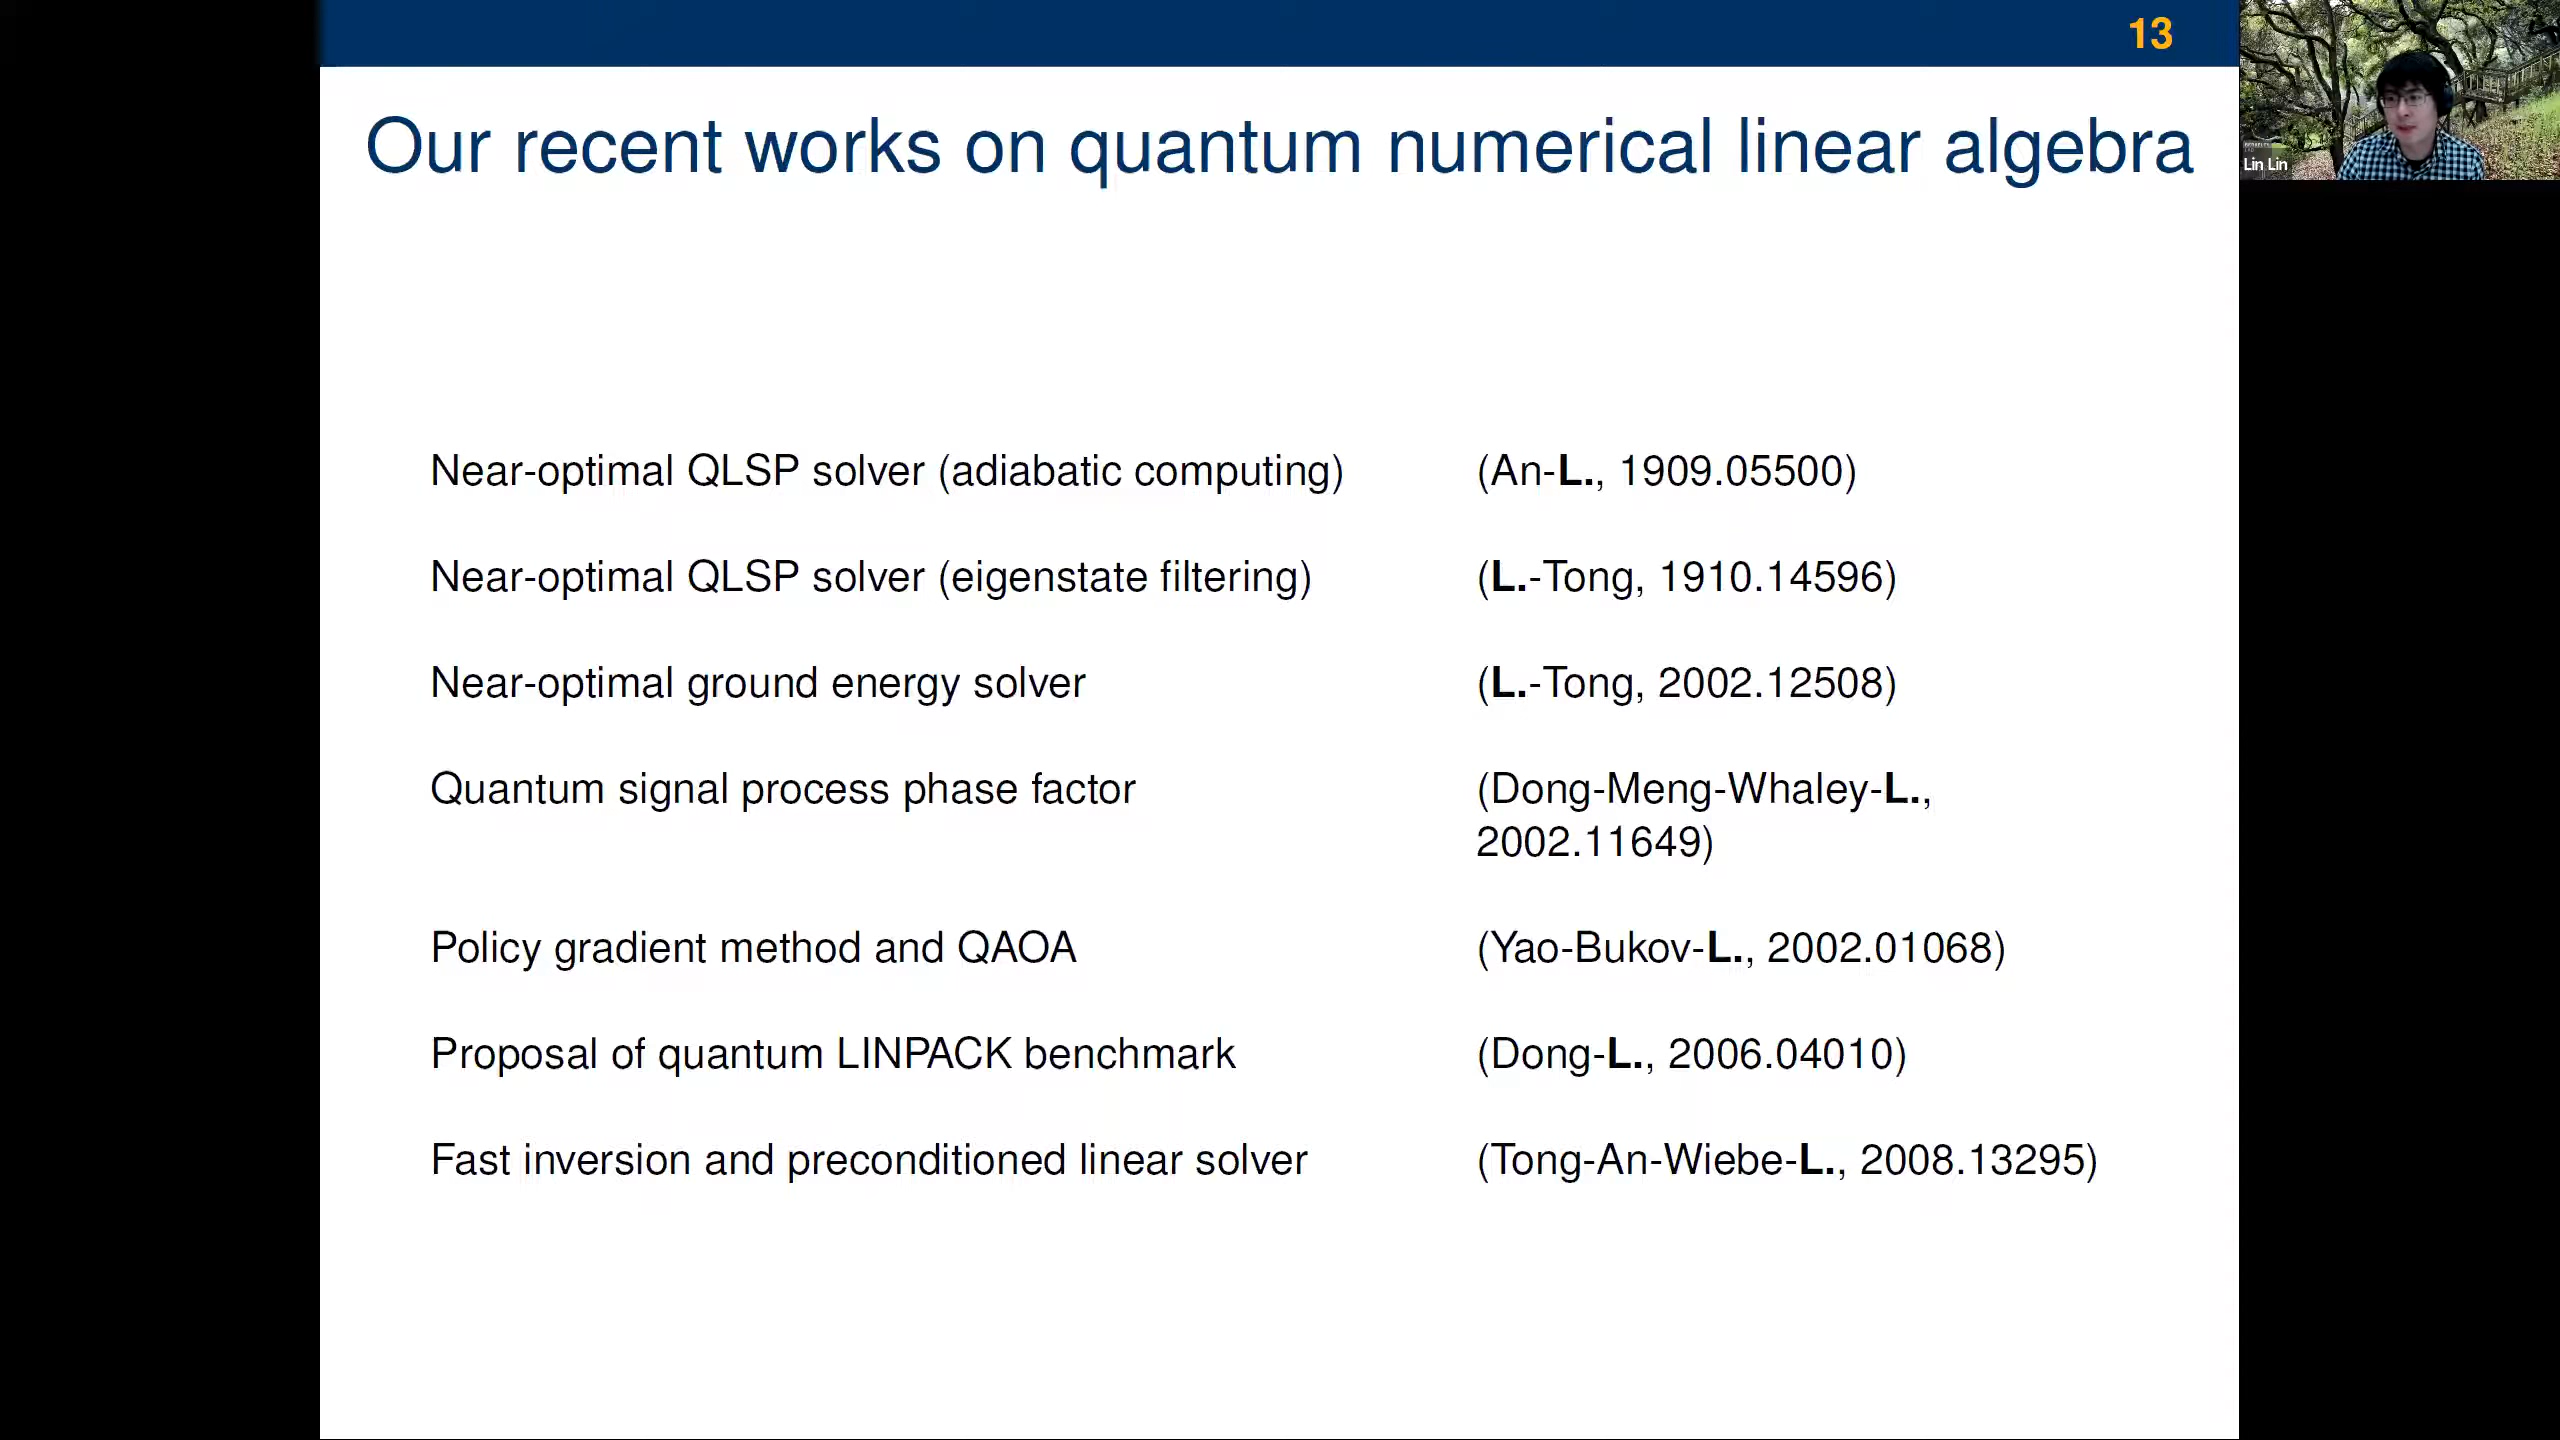 13
Our recent works on quantum numerical linear algebra
Lin Lin
Near-optimal QLSP solver (adiabatic computing) (An-L., 1909.05500)
Near-optimal QLSP solver (eigenstate filtering) (L.-Tong, 1910.14596)
Near-optimal ground energy solver (L.-Tong, 2002.12508)
Quantum signal process phase factor (Dong-Meng-Whaley-L.,
2002.11649)
Policy gradient method and QAOA (Yao-Bukov-L., 2002.01068)
Proposal of quantum LINPACK benchmark (Dong-L., 2006.04010)
Fast inversion and preconditioned linear solver (Tong-An-Wiebe-L., 2008.13295)